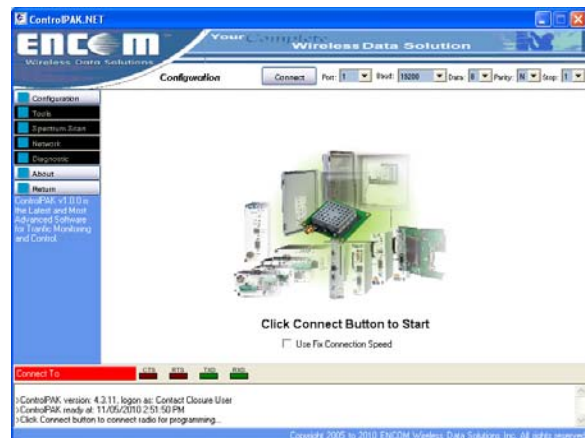 ControlPAK.NET
ENCOM
Your Complete
Wireless Data Solution
Wireless Data Solutions
Configuration Connect Port: 1 Baud: 19200 Data: 8 Parity: N Stop: 1
Configuration
Tools
Spectrum Scan
Network
Diagnostic
About
Return
ControlPAK v1.0.0 is
the Latest and Most
Advanced Software
for Traffic Monitoring
and Control.
Click Connect Button to Start
Use Fix Connection Speed
Connect To CTS RTS TXD RXD
>ControlPAK version: 4.3.11, logon as: Contact Closure User
>ControlPAK ready at: 11/05/2010 2:51:50 PM
>Click Connect button to connect radio for programming...
Copyright 2005 to 2010 ENCOM Wireless Data Solutions Inc. All rights reserved